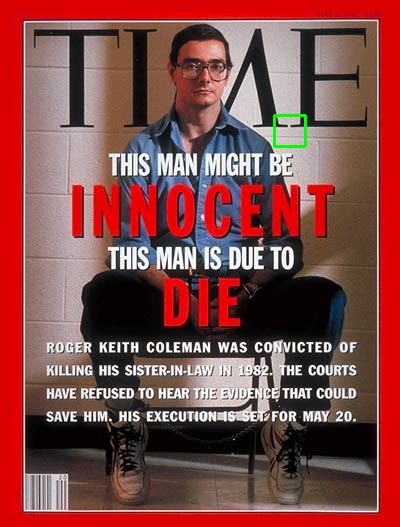 TIME
THIS MAN MIGHT BE
INNOCENT
THIS MAN IS DUE TO
DIE
ROGER KEITH COLEMAN WAS CONVICTED OF
KILLING HIS SISTER-IN-LAW IN 1982. THE COURTS
HAVE REFUSED TO HEAR THE EVIDENCE THAT COULD
SAVE HIM. HIS EXECUTION IS SET FOR MAY 20.
20